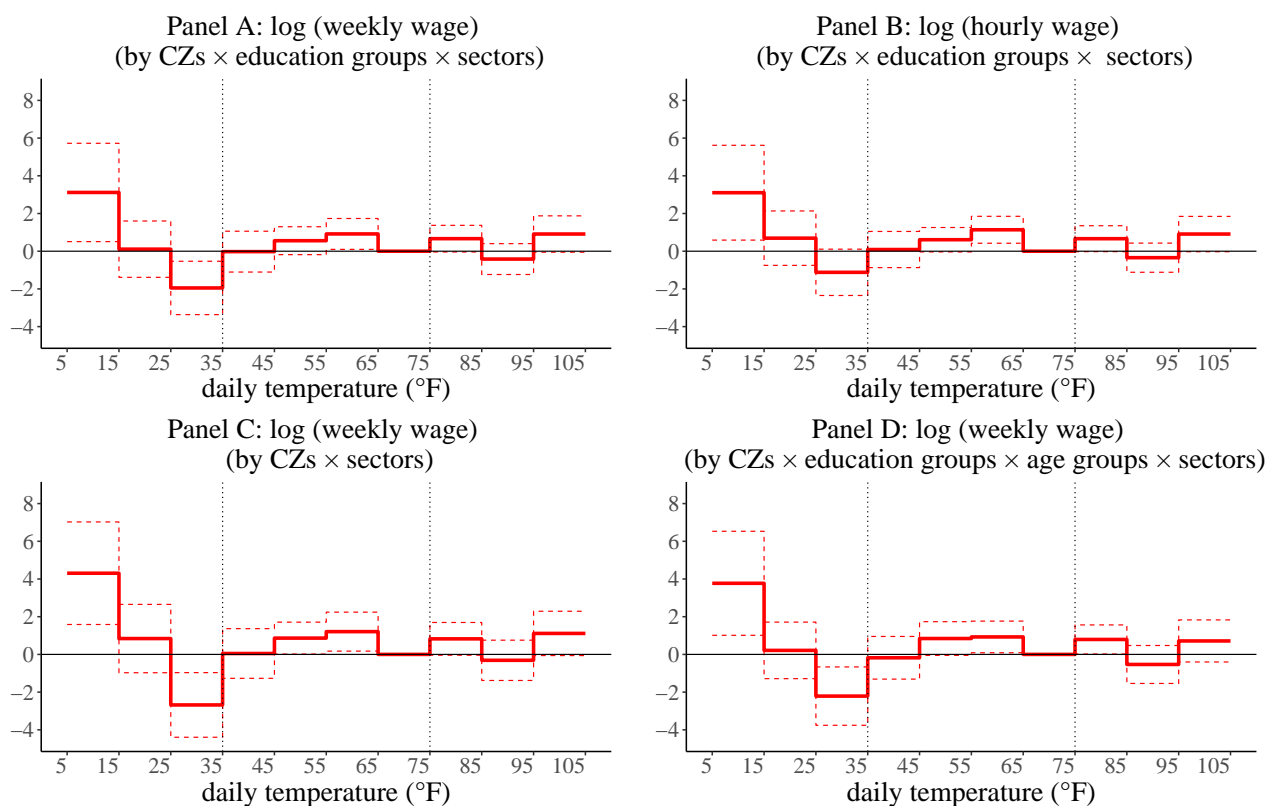 Panel A: log (weekly wage)
(by CZs × education groups × sectors)
8
6
4
2
0
−2
−4
5 15 25 35 45 55 65 75 85 95 105
daily temperature (°F)
Panel B: log (hourly wage)
(by CZs × education groups × sectors)
8
6
4
2
0
−2
−4
5 15 25 35 45 55 65 75 85 95 105
daily temperature (°F)
Panel C: log (weekly wage)
(by CZs × sectors)
8
6
4
2
0
−2
−4
5 15 25 35 45 55 65 75 85 95 105
daily temperature (°F)
Panel D: log (weekly wage)
(by CZs × education groups × age groups × sectors)
8
6
4
2
0
−2
−4
5 15 25 35 45 55 65 75 85 95 105
daily temperature (°F)